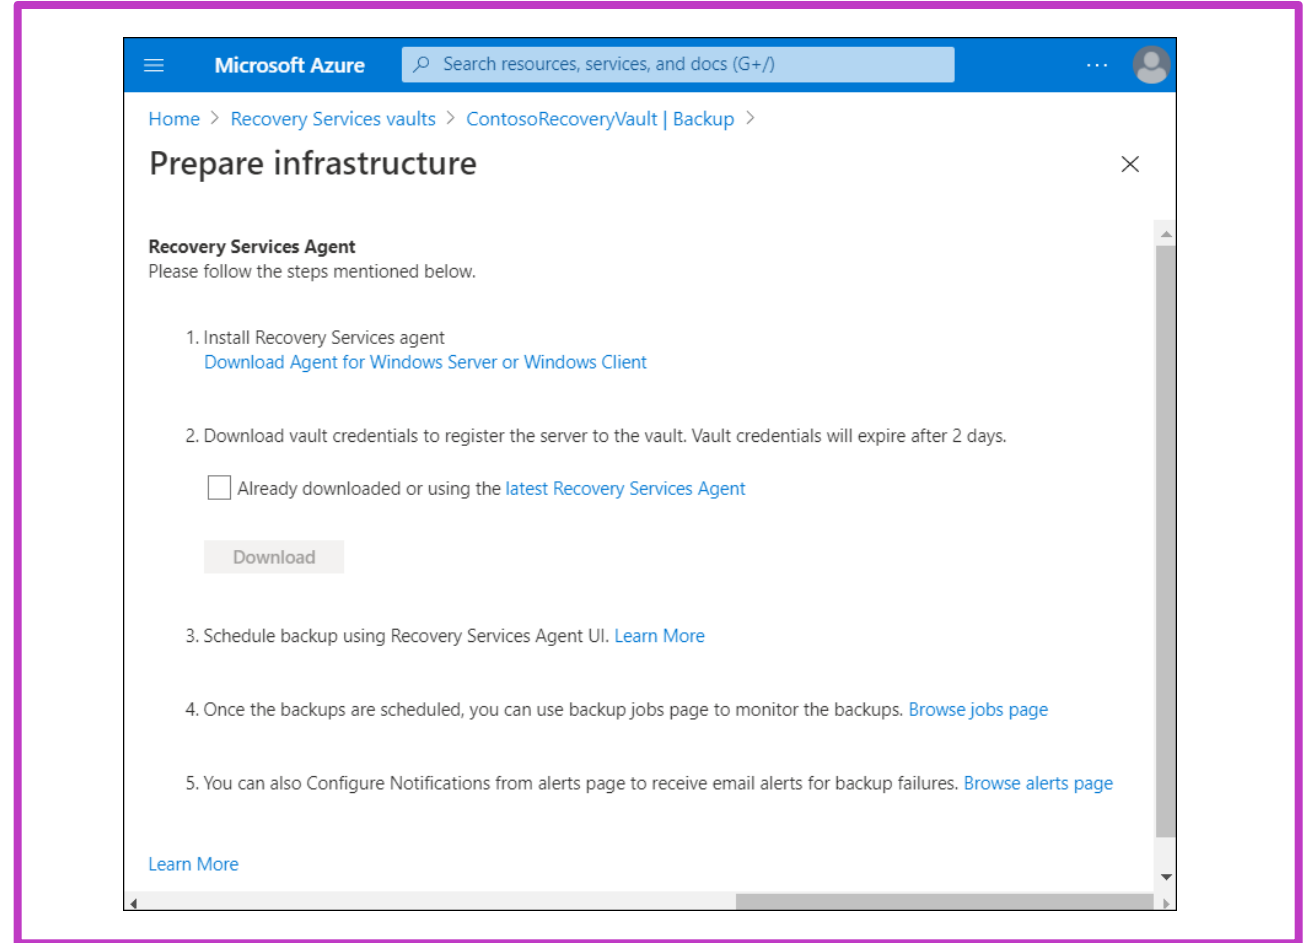 Microsoft Azure
Search resources, services, and docs (G+/)
Home > Recovery Services vaults > ContosoRecoveryVault | Backup >
Prepare infrastructure
Recovery Services Agent
Please follow the steps mentioned below.
1. Install Recovery Services agent
Download Agent for Windows Server or Windows Client
2. Download vault credentials to register the server to the vault. Vault credentials will expire after 2 days.
Already downloaded or using the latest Recovery Services Agent
Download
3. Schedule backup using Recovery Services Agent UI. Learn More
4. Once the backups are scheduled, you can use backup jobs page to monitor the backups. Browse jobs page
5. You can also Configure Notifications from alerts page to receive email alerts for backup failures. Browse alerts page
Learn More